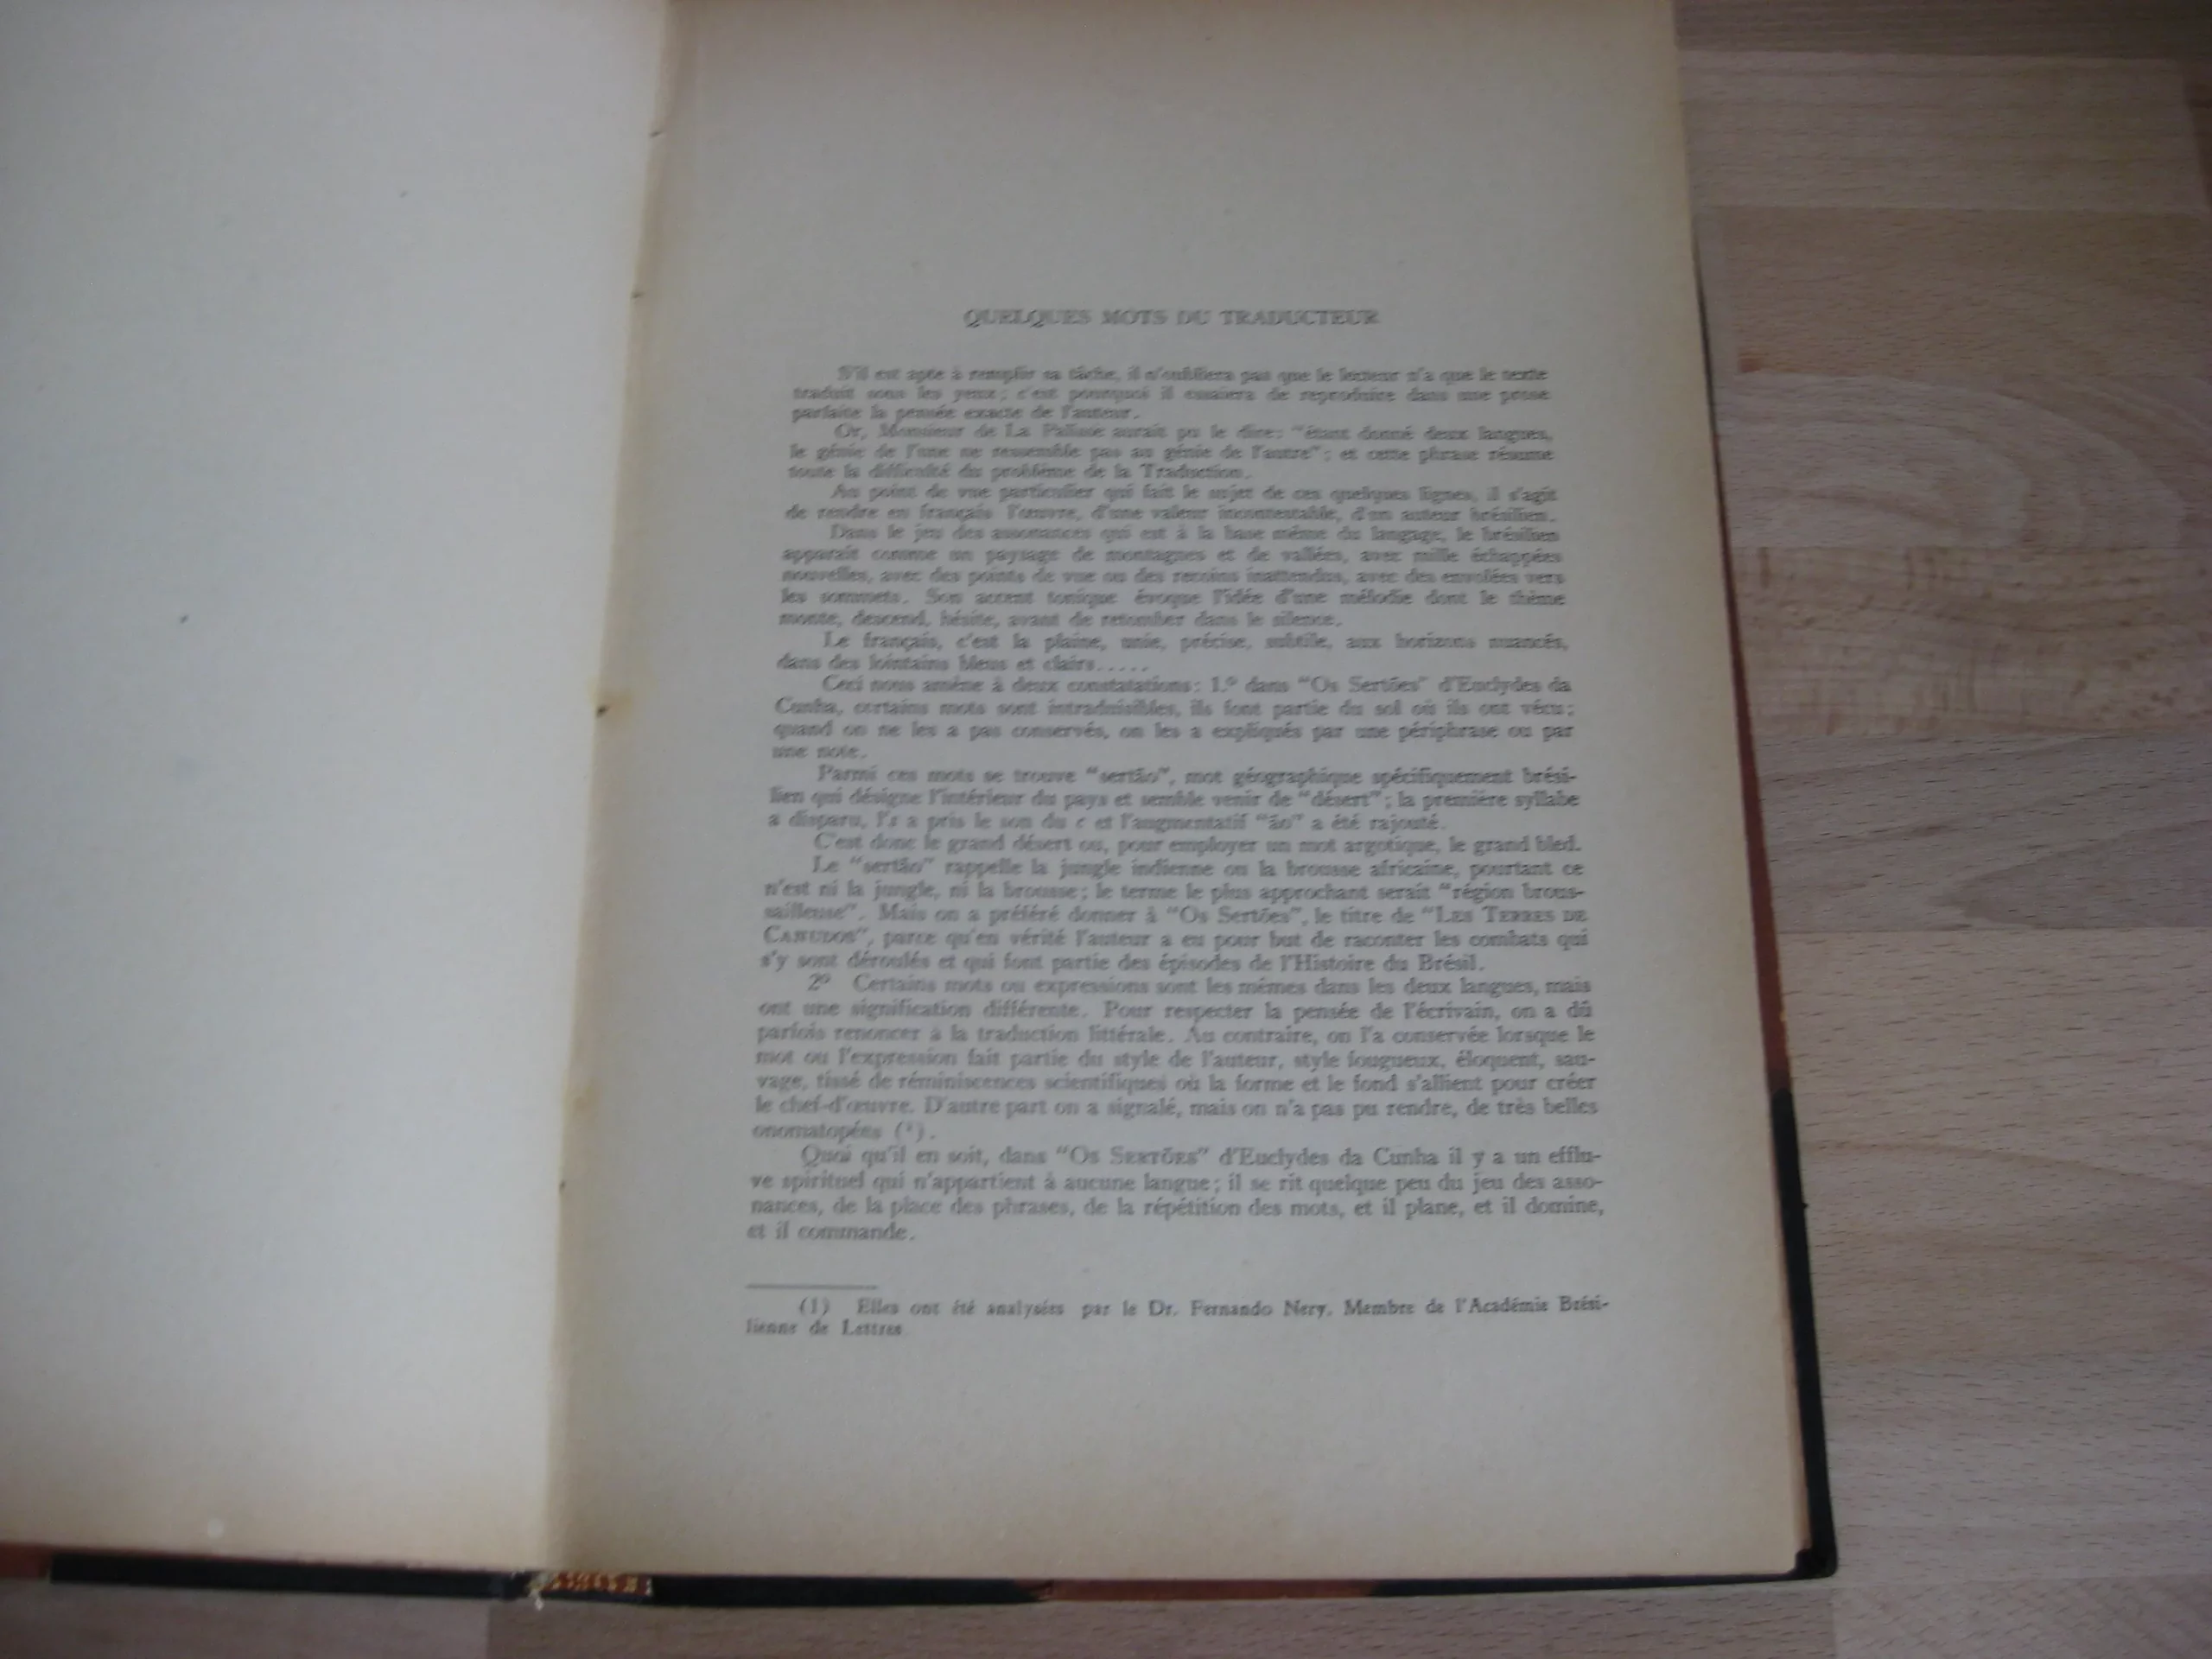 QUELQUES MOTS DU TRADUCTEUR
S'il est apte à remplir sa tâche, il n'oubliera pas que le lecteur n'a que le texte
traduit sous les yeux; c'est pourquoi il essaiera de reproduire dans une prose
parfaite la pensée exacte de l'auteur.
Or, Monsieur de La Palisse aurait pu le dire: "étant donné deux langues,
le génie de l'une ne ressemble pas au génie de l'autre"; et cette phrase résume
toute la difficulté du problème de la Traduction.
Au point de vue particulier qui fait le sujet de ces quelques lignes, il s'agit
de rendre en français l'œuvre, d'une valeur incontestable, d'un auteur brésilien.
Dans le jeu des assonances qui est à la base même du langage, le brésilien
apparait comme un paysage de montagnes et de vallées, avec mille échappées
nouvelles, avec des points de vue ou des recoins inattendus, avec des envolées vers
les sommets. Son accent tonique évoque l'idée d'une mélodie dont le thème
monte, descend, hésite, avant de retomber dans le silence.
Le français, c'est la plaine, unie, précise, subtile, aux horizons nuancés,
dans des lointains bleus et clairs.....
Ceci nous amène à deux constatations: 1.º dans "Os Sertões" d'Euclydes da
Cunha, certains mots sont intraduisibles, ils font partie du sol où ils ont vécu;
quand on ne les a pas conservés, on les a expliqués par une périphrase ou par
une note.
Parmi ces mots se trouve "sertão", mot géographique spécifiquement brési-
lien qui désigne l'intérieur du pays et semble venir de "désert"; la première syllabe
a disparu, l's a pris le son du c et l'augmentatif "ão" a été rajouté.
C'est donc le grand désert ou, pour employer un mot argotique, le grand bled.
Le "sertão" rappelle la jungle indienne ou la brousse africaine, pourtant ce
n'est ni la jungle, ni la brousse; le terme le plus approchant serait "région brous-
sailleuse". Mais on a préféré donner à "Os Sertões", le titre de "LES TERRES DE
CANUDOS", parce qu'en vérité l'auteur a eu pour but de raconter les combats qui
s'y sont déroulés et qui font partie des épisodes de l'Histoire du Brésil.
2º Certains mots ou expressions sont les mêmes dans les deux langues, mais
ont une signification différente. Pour respecter la pensée de l'écrivain, on a dû
parfois renoncer à la traduction littérale. Au contraire, on l'a conservée lorsque le
mot ou l'expression fait partie du style de l'auteur, style fougueux, éloquent, sau-
vage, tissé de réminiscences scientifiques où la forme et le fond s'allient pour créer
le chef-d'œuvre. D'autre part on a signalé, mais on n'a pas pu rendre, de très belles
onomatopées (¹).
Quoi qu'il en soit, dans "OS SERTÕES" d'Euclydes da Cunha il y a un efflu-
ve spirituel qui n'appartient à aucune langue; il se rit quelque peu du jeu des asso-
nances, de la place des phrases, de la répétition des mots, et il plane, et il domine,
et il commande.
(1) Elles ont été analysées par le Dr. Fernando Nery, Membre de l'Académie Brési-
lienne de Lettres